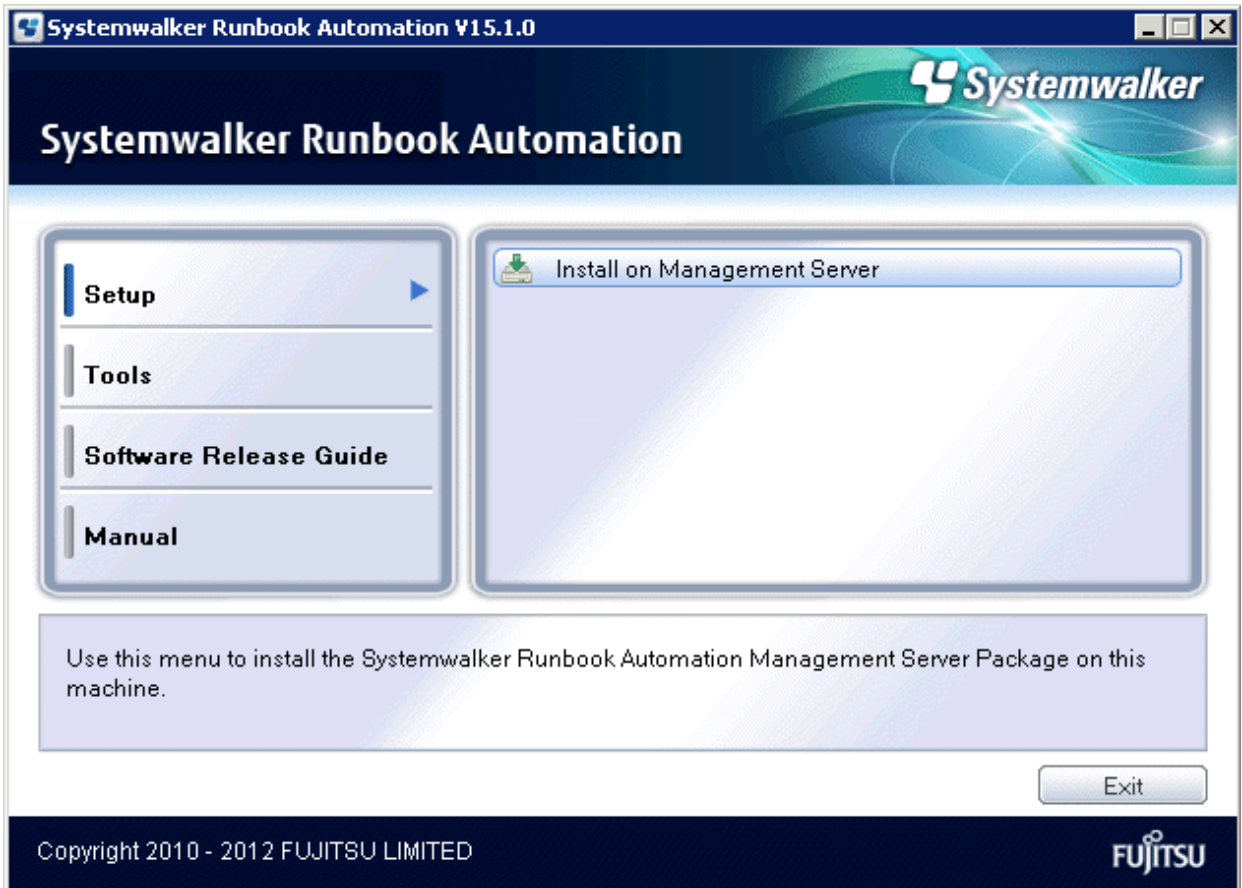 Systemwalker Runbook Automation V15.1.0
Systemwalker
Systemwalker Runbook Automation
Setup
Install on Management Server
Tools
Software Release Guide
Manual
Use this menu to install the Systemwalker Runbook Automation Management Server Package on this
machine.
Exit
Copyright 2010 - 2012 FUJITSU LIMITED
FUJITSU